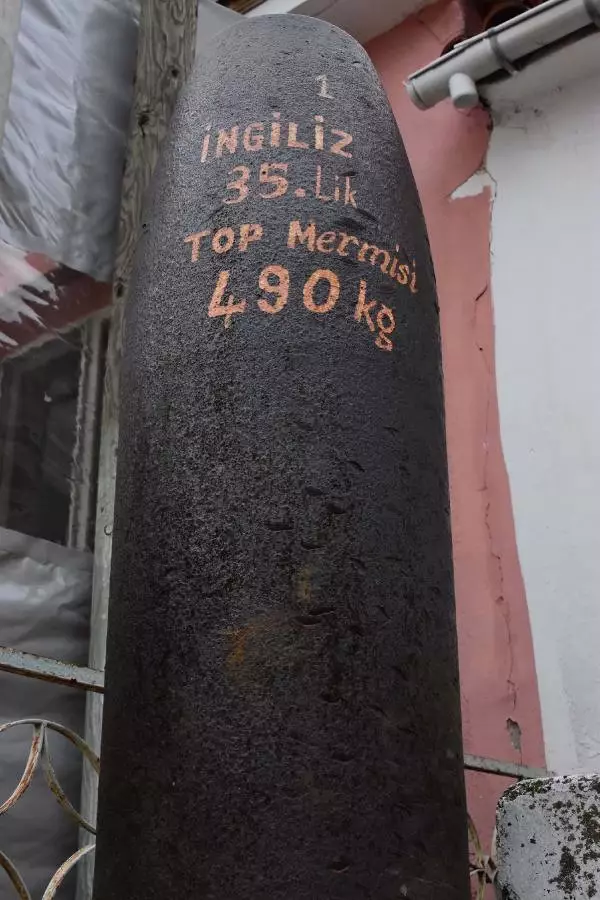 1
İNGİLİZ
35.Lik
TOP Mermisi
490 kg